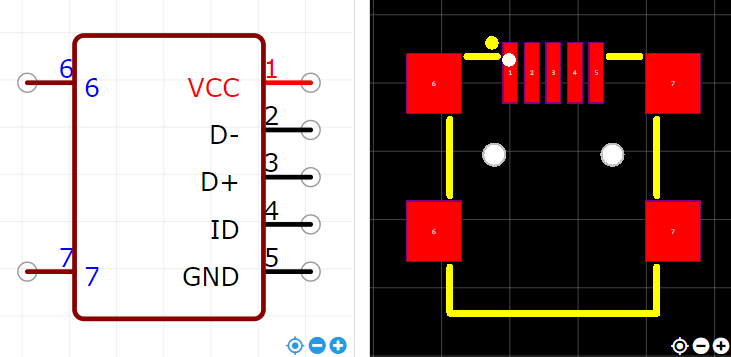 6 6 VCC 1
D- 2
D+ 3
ID 4
7 7 GND 5
6 1 2 3 4 5 7
6 7